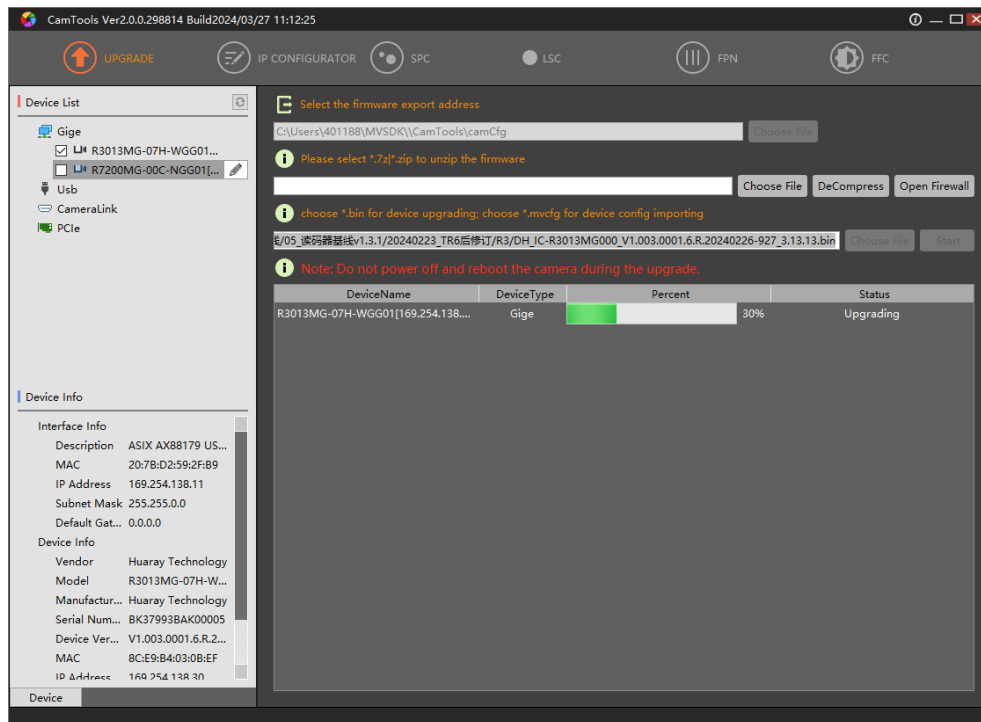 CamTools Ver2.0.0.298814 Build2024/03/27 11:12:25
UPGRADE IP CONFIGURATOR SPC LSC FPN FFC
Device List
Gige
R3013MG-07H-WGG01...
R7200MG-00C-NGG01[...
Usb
CameraLink
PCIe
Select the firmware export address
C:\Users\401188\MVSDK\\CamTools\camCfg Choose File
Please select *.7z|*.zip to unzip the firmware
Choose File DeCompress Open Firewall
choose *.bin for device upgrading; choose *.mvcfg for device config importing
线/05_读码器基线v1.3.1/20240223_TR6后修订/R3/DH_IC-R3013MG000_V1.003.0001.6.R.20240226-927_3.13.13.bin Choose File Start
Note: Do not power off and reboot the camera during the upgrade.
DeviceName DeviceType Percent Status
R3013MG-07H-WGG01[169.254.138.... Gige 30% Upgrading
Device Info
Interface Info
Description ASIX AX88179 US...
MAC 20:7B:D2:59:2F:B9
IP Address 169.254.138.11
Subnet Mask 255.255.0.0
Default Gat... 0.0.0.0
Device Info
Vendor Huaray Technology
Model R3013MG-07H-W...
Manufactur... Huaray Technology
Serial Num... BK37993BAK00005
Device Ver... V1.003.0001.6.R.2...
MAC 8C:E9:B4:03:0B:EF
IP Address 169.254.138.30
Device